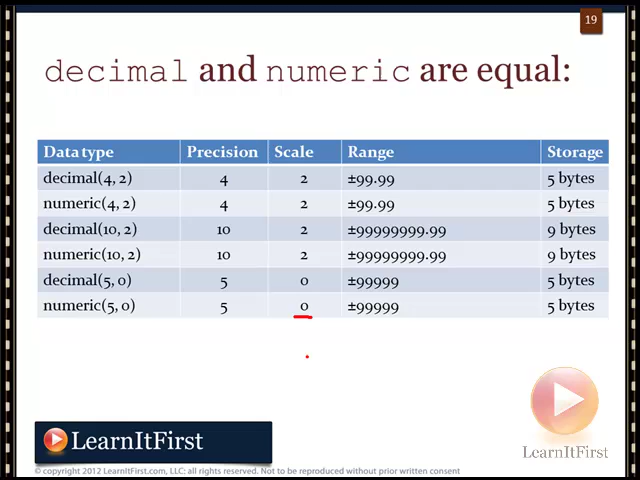 19
decimal and numeric are equal:
Data type Precision Scale Range Storage
decimal(4, 2) 4 2 ±99.99 5 bytes
numeric(4, 2) 4 2 ±99.99 5 bytes
decimal(10, 2) 10 2 ±99999999.99 9 bytes
numeric(10, 2) 10 2 ±99999999.99 9 bytes
decimal(5, 0) 5 0 ±99999 5 bytes
numeric(5, 0) 5 0 ±99999 5 bytes
LearnItFirst
LearnItFirst
© copyright 2012 LearnItFirst.com, LLC: all rights reserved. Not to be reproduced without prior written consent